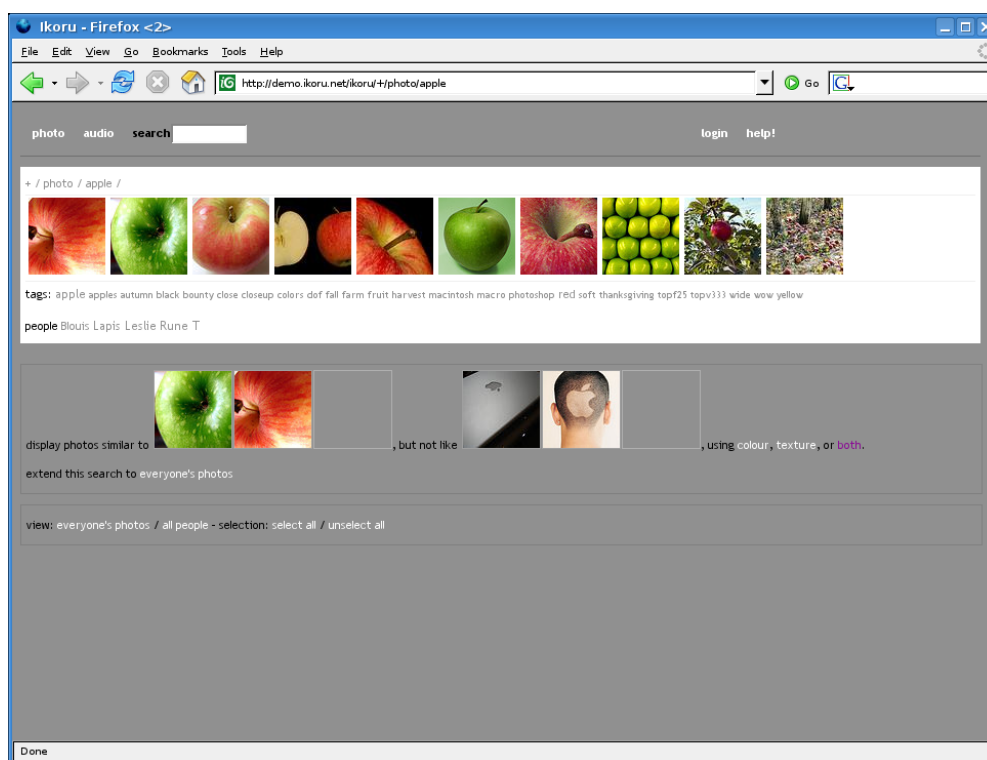 Ikoru - Firefox <2>
File Edit View Go Bookmarks Tools Help
iG http://demo.ikoru.net/ikoru/+/photo/apple Go G
photo audio search login help!
+ / photo / apple /
tags: apple apples autumn black bounty close closeup colors dof fall farm fruit harvest macintosh macro photoshop red soft thanksgiving topf25 topv333 wide wow yellow
people Blouis Lapis Leslie Rune T
display photos similar to , but not like , using colour, texture, or both.
extend this search to everyone's photos
view: everyone's photos / all people - selection: select all / unselect all
Done